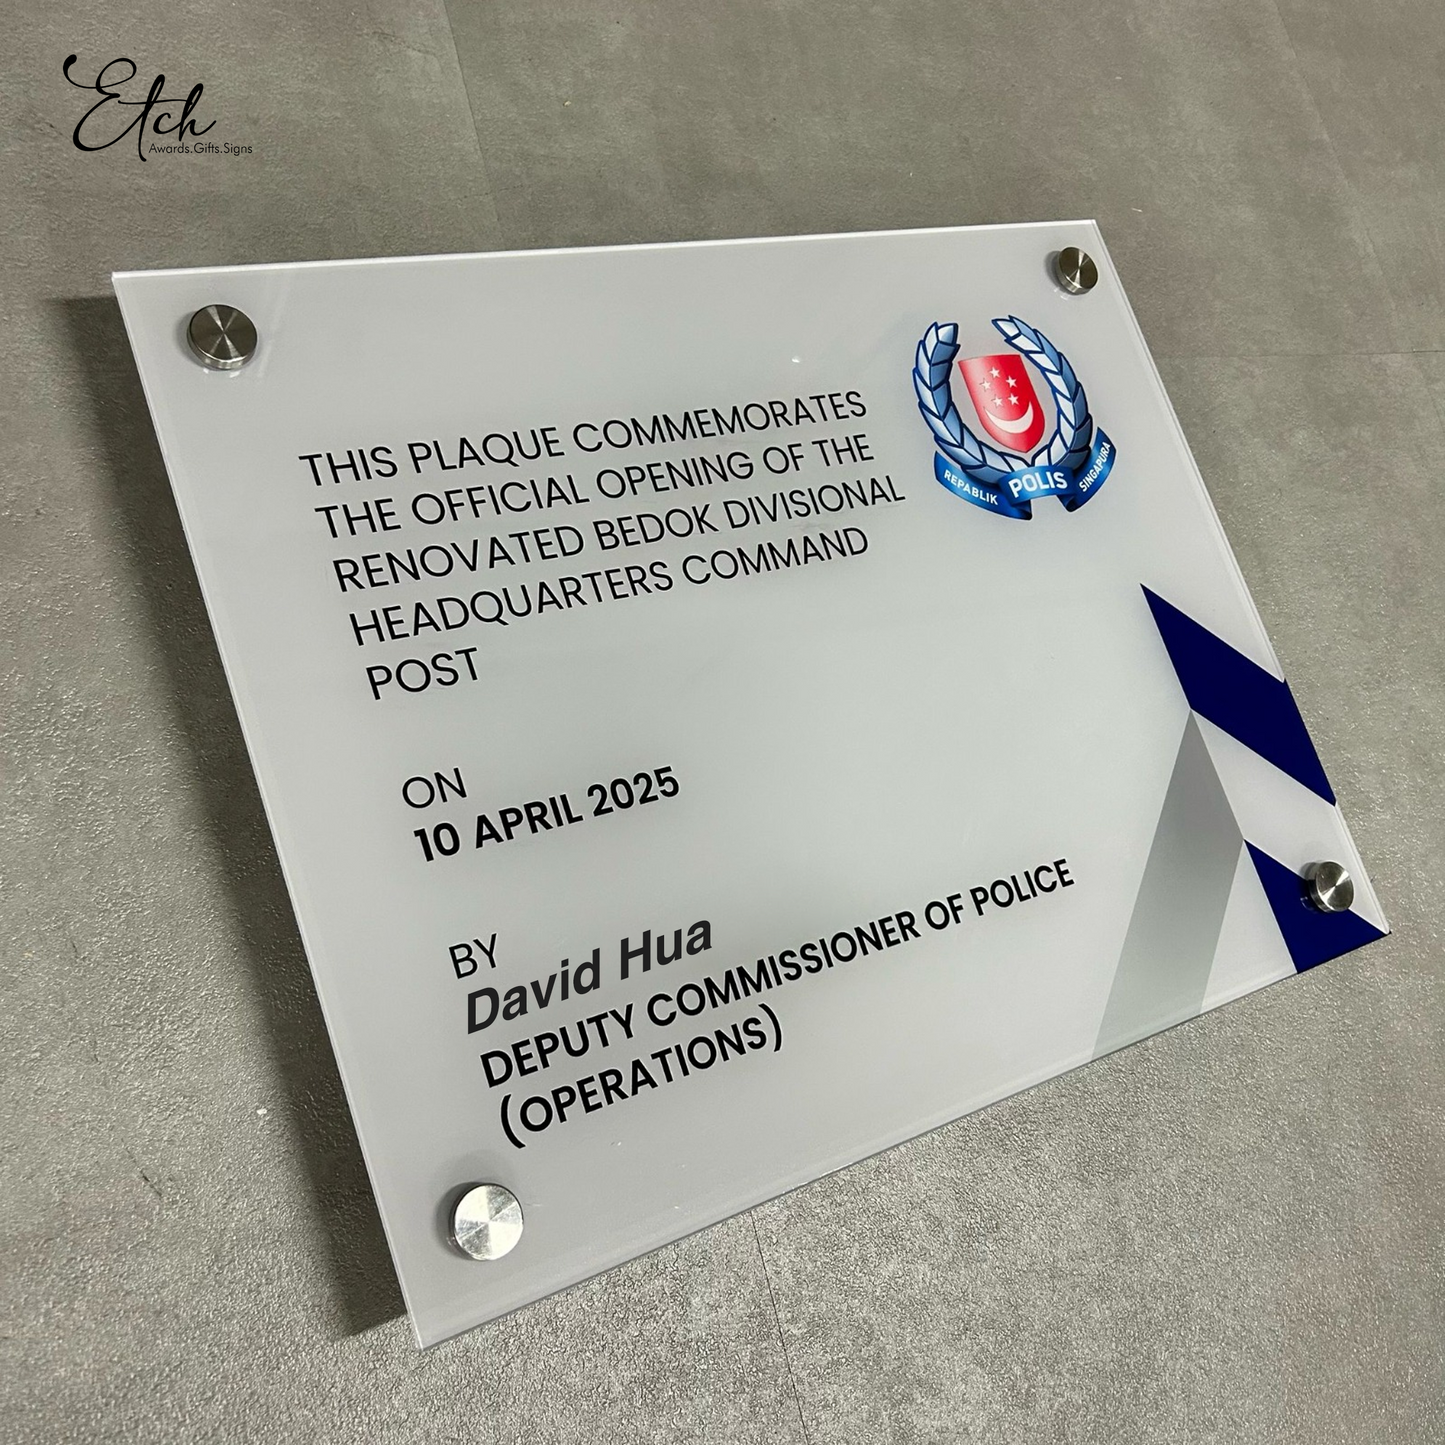 Etch
Awards.Gifts.Signs
THIS PLAQUE COMMEMORATES
THE OFFICIAL OPENING OF THE
RENOVATED BEDOK DIVISIONAL
HEADQUARTERS COMMAND
POST
REPABLIK POLIS SINGAPURA
ON
10 APRIL 2025
BY
David Hua
DEPUTY COMMISSIONER OF POLICE
(OPERATIONS)